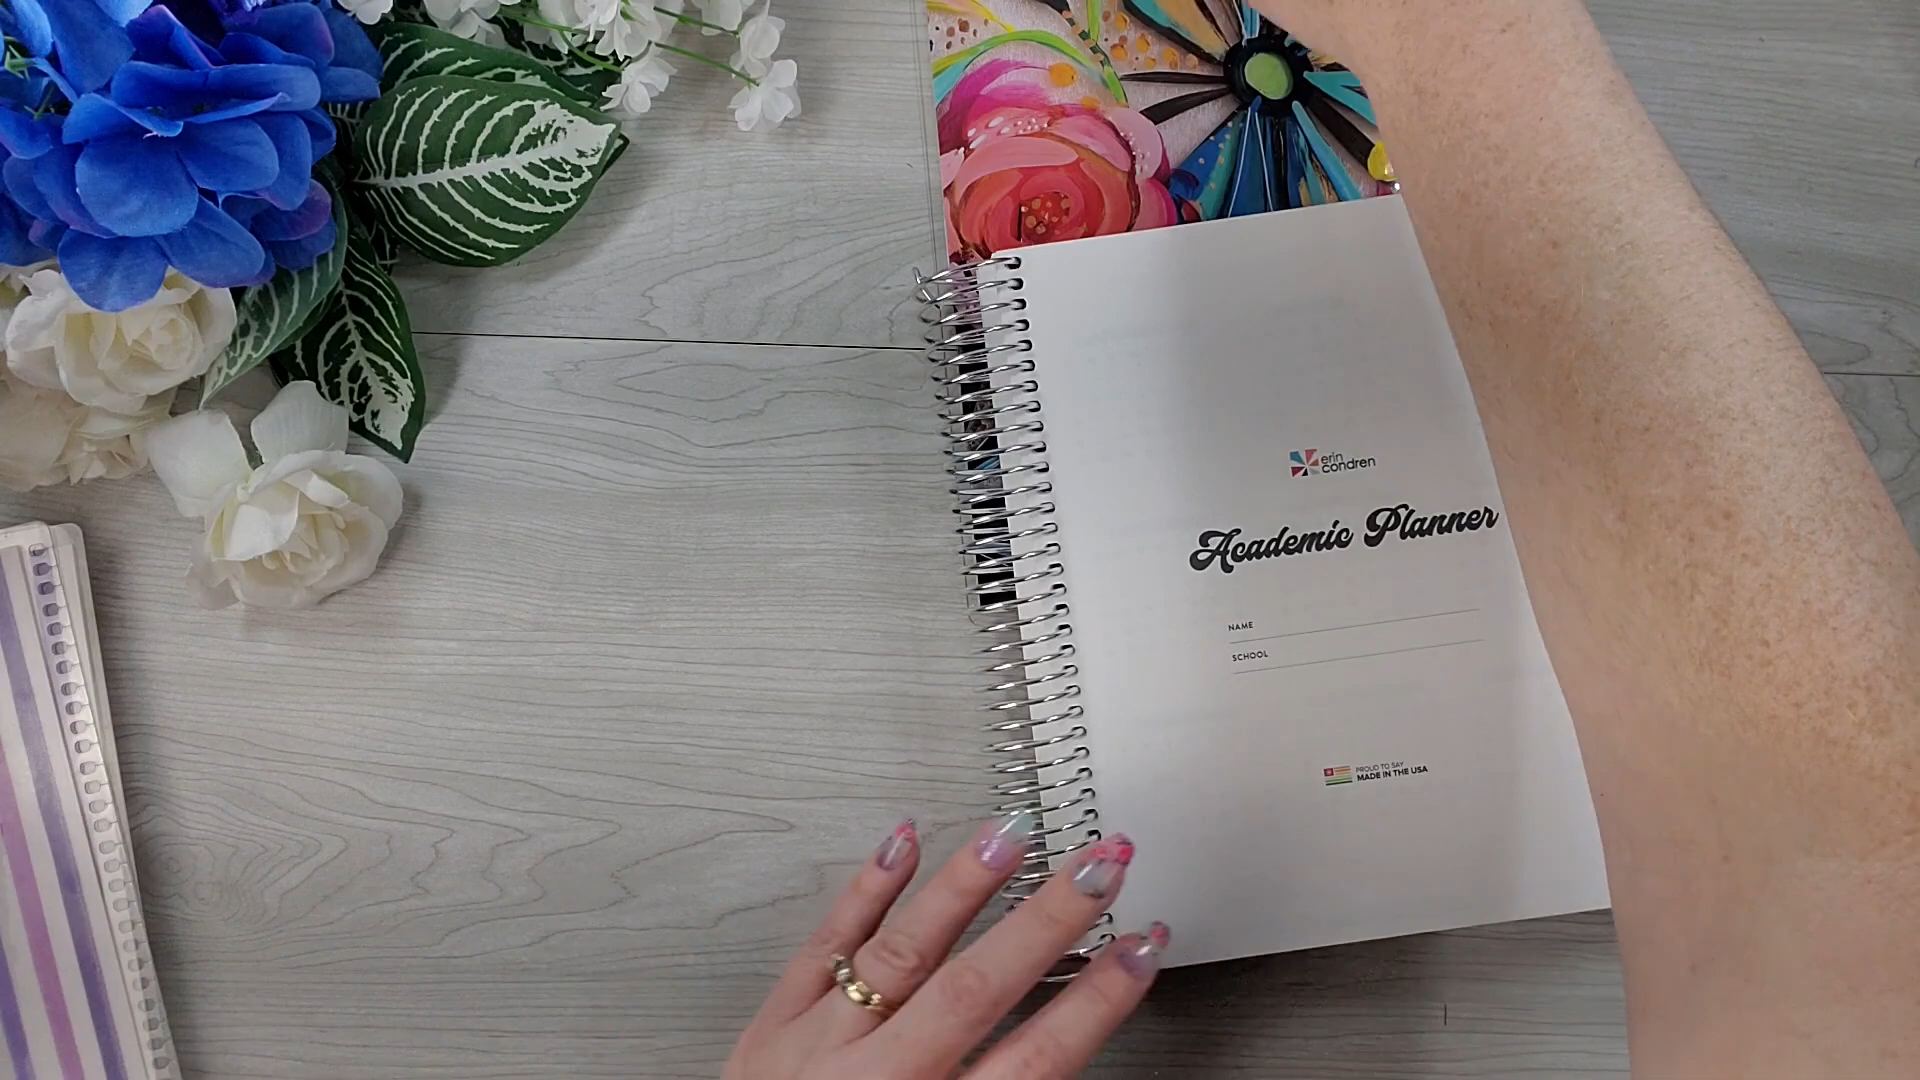 erin
condren
Academic Planner
NAME
SCHOOL
PROUD TO SAY
MADE IN THE USA